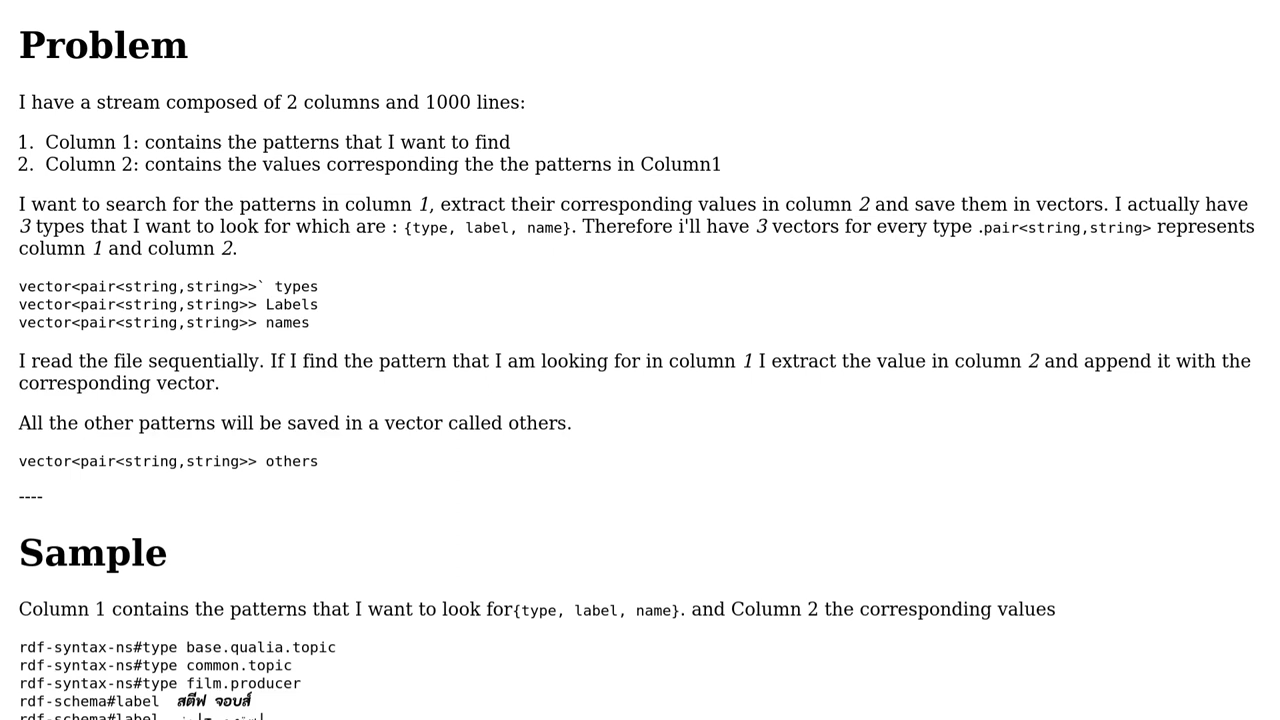 Problem
I have a stream composed of 2 columns and 1000 lines:
1. Column 1: contains the patterns that I want to find
2. Column 2: contains the values corresponding the the patterns in Column1
I want to search for the patterns in column 1, extract their corresponding values in column 2 and save them in vectors. I actually have
3 types that I want to look for which are : {type, label, name}. Therefore i'll have 3 vectors for every type .pair<string,string> represents
column 1 and column 2.
vector<pair<string,string>>` types
vector<pair<string,string>> Labels
vector<pair<string,string>> names
I read the file sequentially. If I find the pattern that I am looking for in column 1 I extract the value in column 2 and append it with the
corresponding vector.
All the other patterns will be saved in a vector called others.
vector<pair<string,string>> others
----
Sample
Column 1 contains the patterns that I want to look for{type, label, name}. and Column 2 the corresponding values
rdf-syntax-ns#type base.qualia.topic
rdf-syntax-ns#type common.topic
rdf-syntax-ns#type film.producer
rdf-schema#label สตีฟ จอบส์
rdf-schema#label